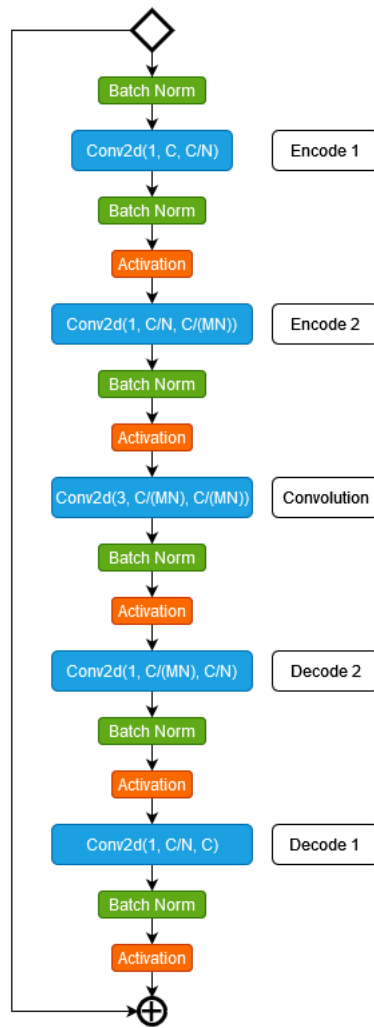 Batch Norm
Conv2d(1, C, C/N)
Encode 1
Batch Norm
Activation
Conv2d(1, C/N, C/(MN))
Encode 2
Batch Norm
Activation
Conv2d(3, C/(MN), C/(MN))
Convolution
Batch Norm
Activation
Conv2d(1, C/(MN), C/N)
Decode 2
Batch Norm
Activation
Conv2d(1, C/N, C)
Decode 1
Batch Norm
Activation